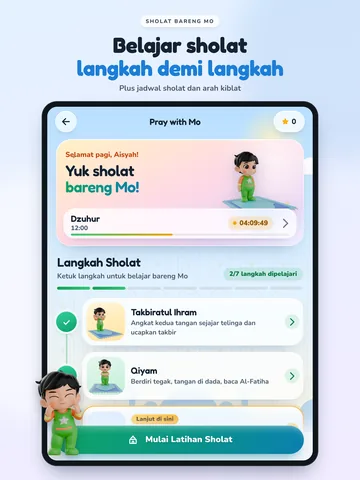 SHOLAT BARENG MO
Belajar sholat
langkah demi langkah
Plus jadwal sholat dan arah kiblat
Pray with Mo
0
Selamat pagi, Aisyah!
Yuk sholat
bareng Mo!
Dzuhur
12:00
04:09:49
Langkah Sholat
Ketuk langkah untuk belajar bareng Mo
2/7 langkah dipelajari
Takbiratul Ihram
Angkat kedua tangan sejajar telinga dan
ucapkan takbir
Qiyam
Berdiri tegak, tangan di dada, baca Al-Fatiha
Lanjut di sini
Mulai Latihan Sholat